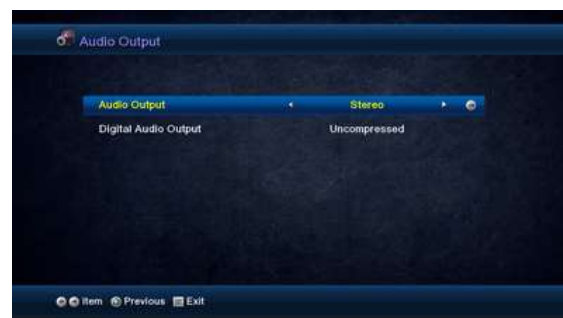 Audio Output
Audio Output Stereo
Digital Audio Output Uncompressed
Item Previous Exit